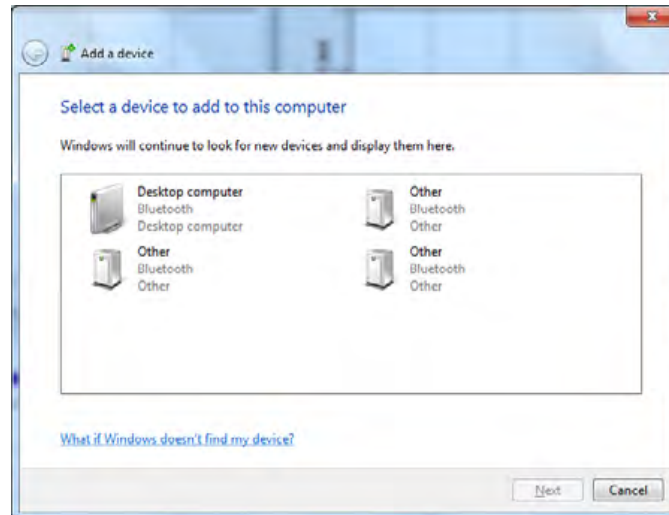 Add a device
Select a device to add to this computer
Windows will continue to look for new devices and display them here.
Desktop computer
Bluetooth
Desktop computer
Other
Bluetooth
Other
Other
Bluetooth
Other
Other
Bluetooth
Other
What if Windows doesn't find my device?
Next
Cancel